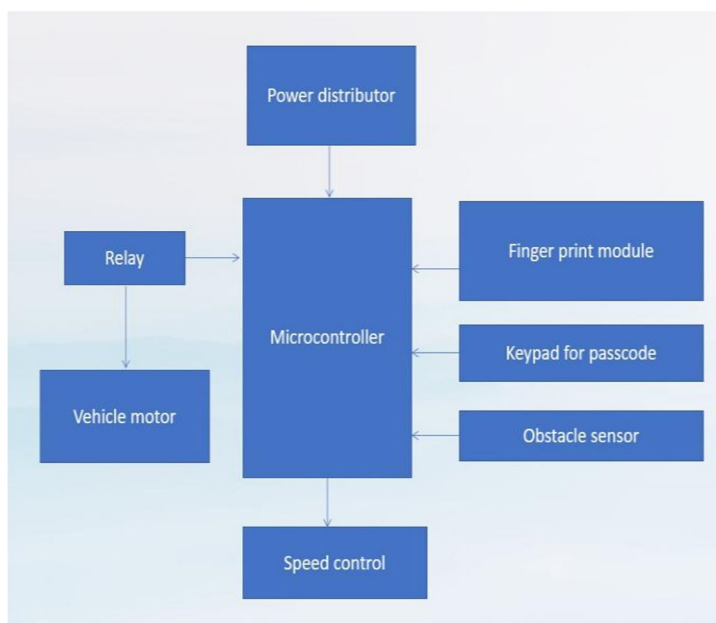 Power distributor
Relay
Finger print module
Microcontroller
Keypad for passcode
Vehicle motor
Obstacle sensor
Speed control